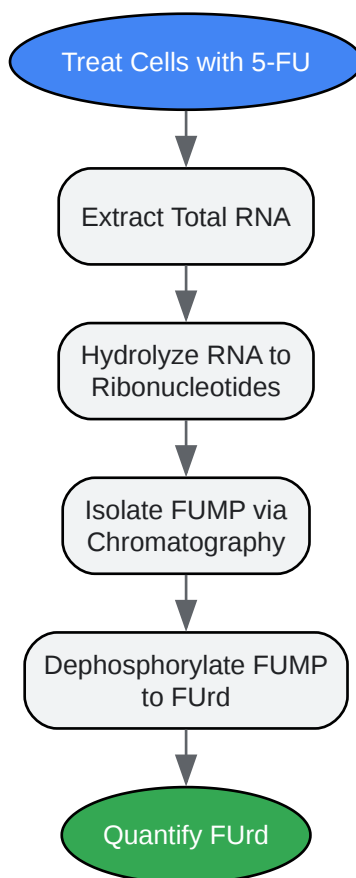 Treat Cells with 5-FU
Extract Total RNA
Hydrolyze RNA to
Ribonucleotides
Isolate FUMP via
Chromatography
Dephosphorylate FUMP
to FUrd
Quantify FUrd